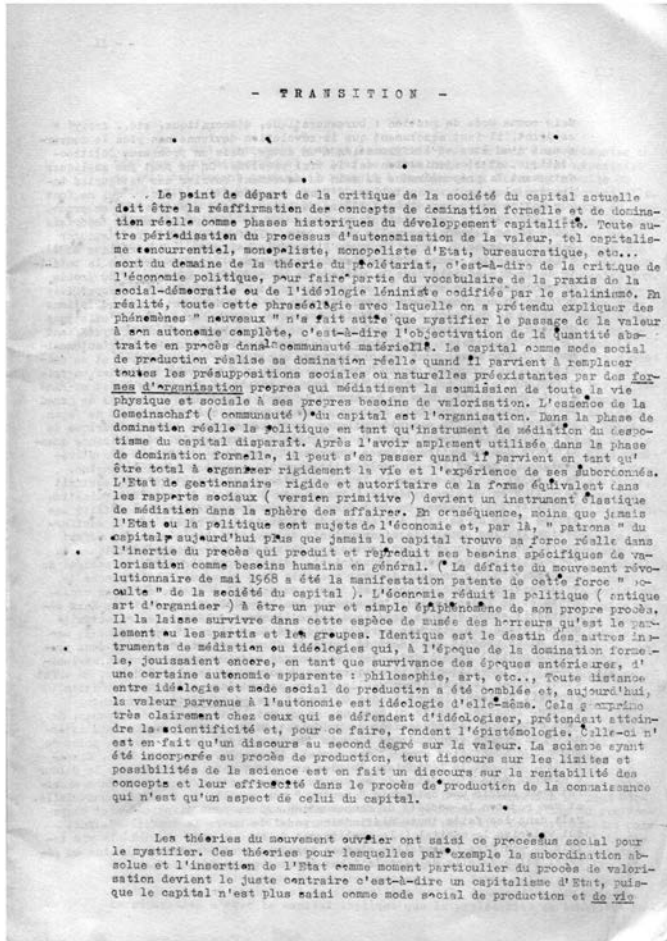 - TRANSITION -
Le point de départ de la critique de la société du capital actuelle
doit être la réaffirmation des concepts de domination formelle et de domina-
tion réelle comme phases historiques du développement capitaliste. Toute au-
tre périodisation du processus d'autonomisation de la valeur, tel capitalis-
me concurrentiel, monopoliste, monopoliste d'Etat, bureaucratique, etc...
sort du domaine de la théorie du prolétariat, c'est-à-dire de la critique de
l'économie politique, pour faire partie du vocabulaire de la praxis de la
social-démocratie ou de l'idéologie léniniste codifiée par le stalinisme. En
réalité, toute cette phraséologie avec laquelle on a prétendu expliquer des
phénomènes " nouveaux " n'a fait autre que mystifier le passage de la valeur
à son autonomie complète, c'est-à-dire l'objectivation de la quantité abs-
traite en procès dans la communauté matérielle. Le capital comme mode social
de production réalise sa domination réelle quand il parvient à remplacer
toutes les présuppositions sociales ou naturelles préexistantes par des for-
mes d'organisation propres qui médiatisent la soumission de toute la vie
physique et sociale à ses propres besoins de valorisation. L'essence de La
Gemeinschaft ( communauté ) du capital est l'organisation. Dans la phase de
domination réelle la politique en tant qu'instrument de médiation du despo-
tisme du capital disparaît. Après l'avoir amplement utilisée dans la phase
de domination formelle, il peut s'en passer quand il parvient en tant qu'
être total à organiser rigidement la vie et l'expérience de ses subordonnés.
L'Etat de gestionnaire rigide et autoritaire de la forme équivalent dans
les rapports sociaux ( version primitive ) devient un instrument élastique
de médiation dans la sphère des affaires. En conséquence, moins que jamais
l'Etat ou la politique sont sujets de l'économie et, par là, " patrons " du
capital; aujourd'hui plus que jamais le capital trouve sa force réelle dans
l'inertie du procès qui produit et reproduit ses besoins spécifiques de va-
lorisation comme besoins humains en général. ( La défaite du mouvement révo-
lutionnaire de mai 1968 a été la manifestation patente de cette force " oc-
culte " de la société du capital ). L'économie réduit la politique ( antique
art d'organiser ) à être un pur et simple épiphénomène de son propre procès.
Il la laisse survivre dans cette espèce de musée des horreurs qu'est le par-
lement ou les partis et les groupes. Identique est le destin des autres ins-
truments de médiation ou idéologies qui, à l'époque de la domination formel-
le, jouissaient encore, en tant que survivance des époques antérieures, d'
une certaine autonomie apparente : philosophie, art, etc.., Toute distance
entre idéologie et mode social de production a été comblée et, aujourd'hui,
la valeur parvenue à l'autonomie est idéologie d'elle-même. Cela s'exprime
très clairement chez ceux qui se défendent d'idéologiser, prétendent attein-
dre la scientificité et, pour ce faire, fondent l'épistémologie. Celle-ci n'
est en fait qu'un discours au second degré sur la valeur. La science ayant
été incorporée au procès de production, tout discours sur les limites et
possibilités de la science est en fait un discours sur la rentabilité des
concepts et leur efficacité dans le procès de production de la connaissance
qui n'est qu'un aspect de celui du capital.
Les théories du mouvement ouvrier ont saisi ce processus social pour
le mystifier. Ces théories pour lesquelles par exemple la subordination ab-
solue et l'insertion de l'Etat comme moment particulier du procès de valori-
sation devient le juste contraire c'est-à-dire un capitalisme d'Etat, puis-
que le capital n'est plus saisi comme mode social de production et de vie